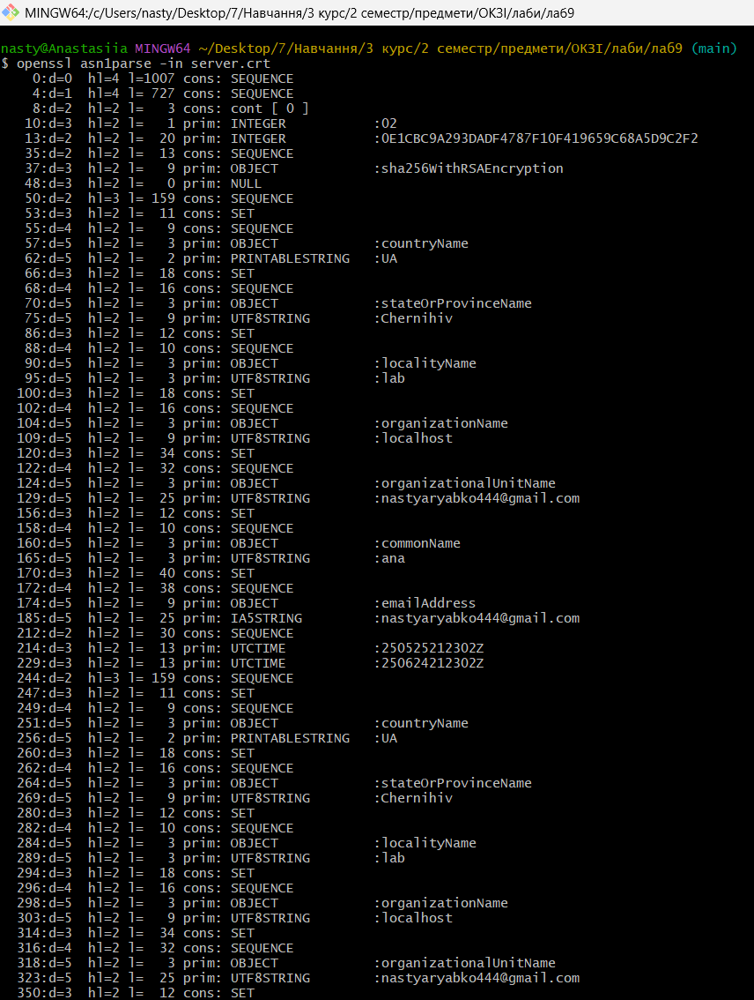 MINGW64:/c/Users/nasty/Desktop/7/Навчання/3 курс/2 семестр/предмети/ОКЗІ/лаби/лаб9
nasty@Anastasiia MINGW64 ~/Desktop/7/Навчання/3 курс/2 семестр/предмети/ОКЗІ/лаби/лаб9 (main)
$ openssl asn1parse -in server.crt
    0:d=0  hl=4 l=1007 cons: SEQUENCE
    4:d=1  hl=4 l= 727 cons: SEQUENCE
    8:d=2  hl=2 l=   3 cons: cont [ 0 ]
   10:d=3  hl=2 l=   1 prim: INTEGER           :02
   13:d=2  hl=2 l=  20 prim: INTEGER           :0E1CBC9A293DADF4787F10F419659C68A5D9C2F2
   35:d=2  hl=2 l=  13 cons: SEQUENCE
   37:d=3  hl=2 l=   9 prim: OBJECT            :sha256WithRSAEncryption
   48:d=3  hl=2 l=   0 prim: NULL
   50:d=2  hl=3 l= 159 cons: SEQUENCE
   53:d=3  hl=2 l=  11 cons: SET
   55:d=4  hl=2 l=   9 cons: SEQUENCE
   57:d=5  hl=2 l=   3 prim: OBJECT            :countryName
   62:d=5  hl=2 l=   2 prim: PRINTABLESTRING   :UA
   66:d=3  hl=2 l=  18 cons: SET
   68:d=4  hl=2 l=  16 cons: SEQUENCE
   70:d=5  hl=2 l=   3 prim: OBJECT            :stateOrProvinceName
   75:d=5  hl=2 l=   9 prim: UTF8STRING        :Chernihiv
   86:d=3  hl=2 l=  12 cons: SET
   88:d=4  hl=2 l=  10 cons: SEQUENCE
   90:d=5  hl=2 l=   3 prim: OBJECT            :localityName
   95:d=5  hl=2 l=   3 prim: UTF8STRING        :lab
  100:d=3  hl=2 l=  18 cons: SET
  102:d=4  hl=2 l=  16 cons: SEQUENCE
  104:d=5  hl=2 l=   3 prim: OBJECT            :organizationName
  109:d=5  hl=2 l=   9 prim: UTF8STRING        :localhost
  120:d=3  hl=2 l=  34 cons: SET
  122:d=4  hl=2 l=  32 cons: SEQUENCE
  124:d=5  hl=2 l=   3 prim: OBJECT            :organizationalUnitName
  129:d=5  hl=2 l=  25 prim: UTF8STRING        :nastyaryabko444@gmail.com
  156:d=3  hl=2 l=  12 cons: SET
  158:d=4  hl=2 l=  10 cons: SEQUENCE
  160:d=5  hl=2 l=   3 prim: OBJECT            :commonName
  165:d=5  hl=2 l=   3 prim: UTF8STRING        :ana
  170:d=3  hl=2 l=  40 cons: SET
  172:d=4  hl=2 l=  38 cons: SEQUENCE
  174:d=5  hl=2 l=   9 prim: OBJECT            :emailAddress
  185:d=5  hl=2 l=  25 prim: IA5STRING         :nastyaryabko444@gmail.com
  212:d=2  hl=2 l=  30 cons: SEQUENCE
  214:d=3  hl=2 l=  13 prim: UTCTIME           :250525212302Z
  229:d=3  hl=2 l=  13 prim: UTCTIME           :250624212302Z
  244:d=2  hl=3 l= 159 cons: SEQUENCE
  247:d=3  hl=2 l=  11 cons: SET
  249:d=4  hl=2 l=   9 cons: SEQUENCE
  251:d=5  hl=2 l=   3 prim: OBJECT            :countryName
  256:d=5  hl=2 l=   2 prim: PRINTABLESTRING   :UA
  260:d=3  hl=2 l=  18 cons: SET
  262:d=4  hl=2 l=  16 cons: SEQUENCE
  264:d=5  hl=2 l=   3 prim: OBJECT            :stateOrProvinceName
  269:d=5  hl=2 l=   9 prim: UTF8STRING        :Chernihiv
  280:d=3  hl=2 l=  12 cons: SET
  282:d=4  hl=2 l=  10 cons: SEQUENCE
  284:d=5  hl=2 l=   3 prim: OBJECT            :localityName
  289:d=5  hl=2 l=   3 prim: UTF8STRING        :lab
  294:d=3  hl=2 l=  18 cons: SET
  296:d=4  hl=2 l=  16 cons: SEQUENCE
  298:d=5  hl=2 l=   3 prim: OBJECT            :organizationName
  303:d=5  hl=2 l=   9 prim: UTF8STRING        :localhost
  314:d=3  hl=2 l=  34 cons: SET
  316:d=4  hl=2 l=  32 cons: SEQUENCE
  318:d=5  hl=2 l=   3 prim: OBJECT            :organizationalUnitName
  323:d=5  hl=2 l=  25 prim: UTF8STRING        :nastyaryabko444@gmail.com
  350:d=3  hl=2 l=  12 cons: SET